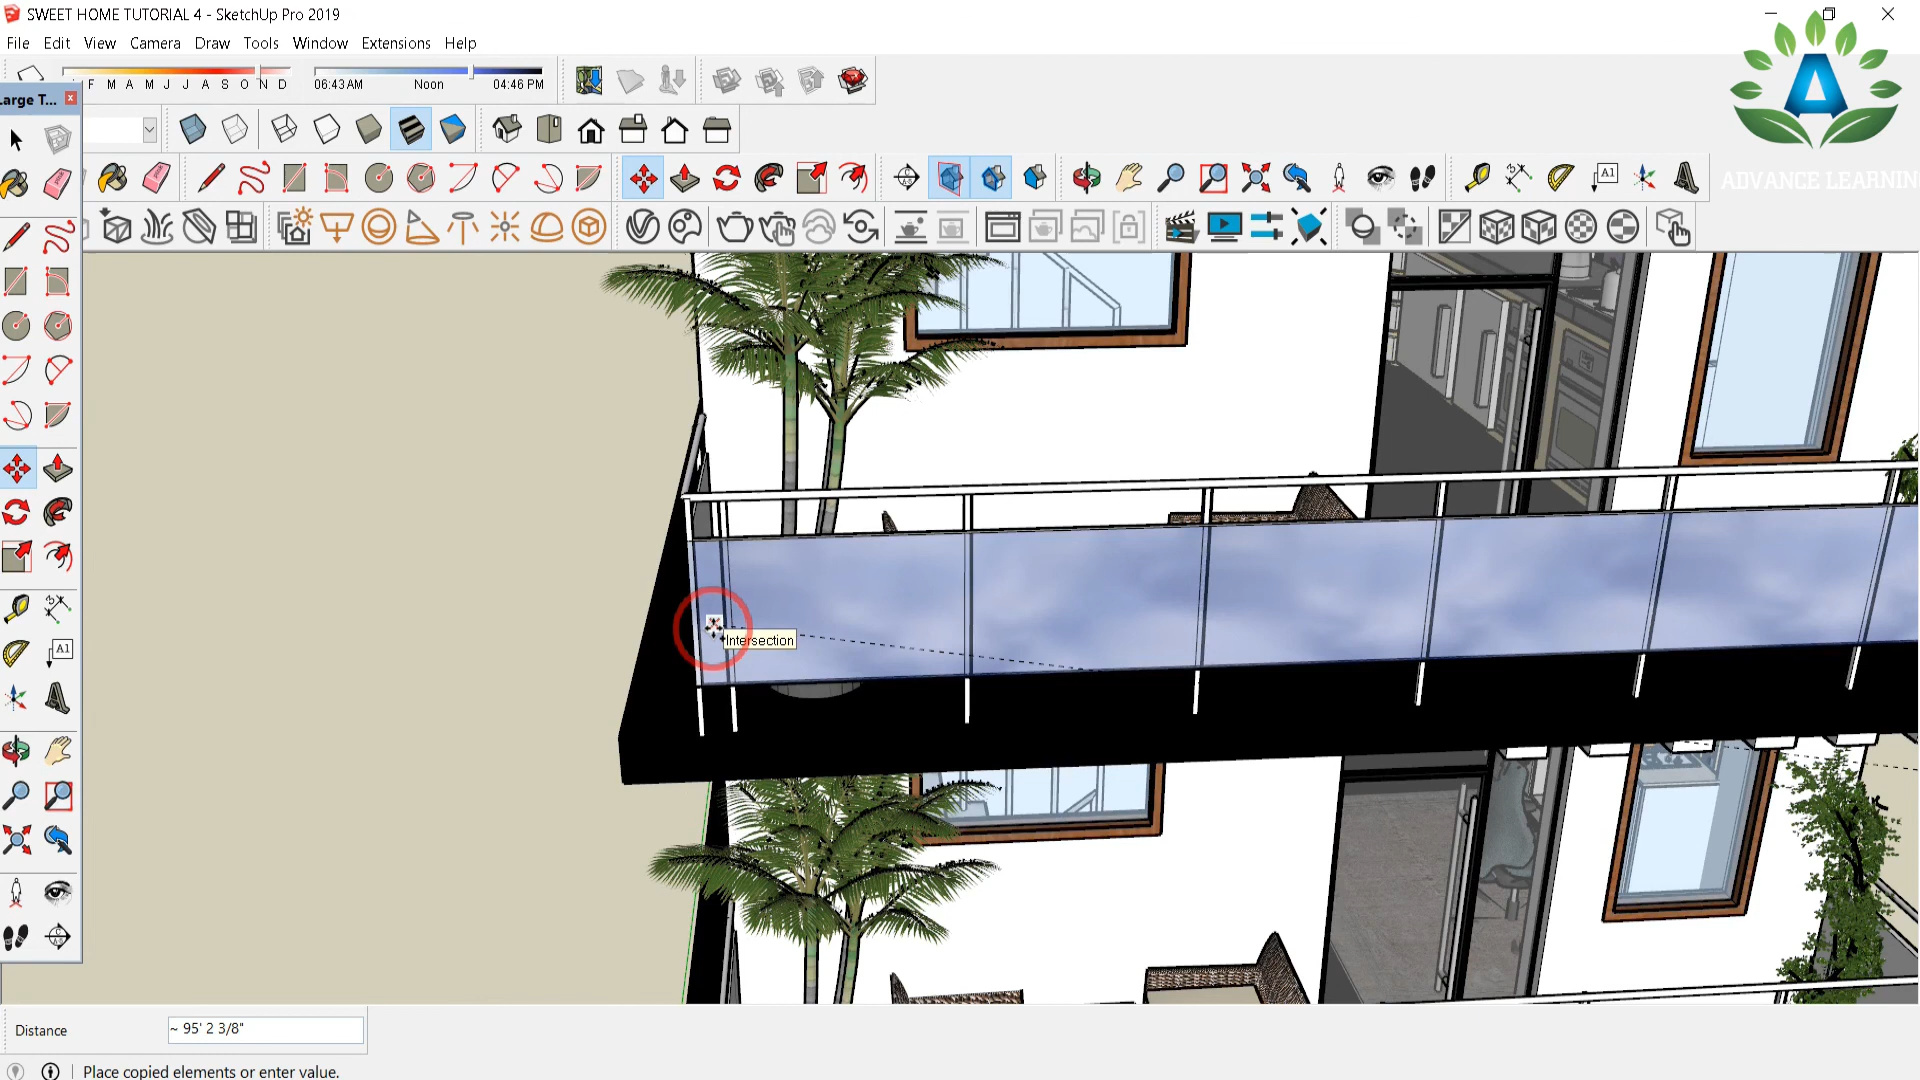 SWEET HOME TUTORIAL 4 - SketchUp Pro 2019
File Edit View Camera Draw Tools Window Extensions Help
F M A M J J A S O N D
06:43 AM Noon 04:46 PM
Large T...
A
A1
ADVANCE LEARNIN
A1
Intersection
Distance ~ 95' 2 3/8"
Place copied elements or enter value.